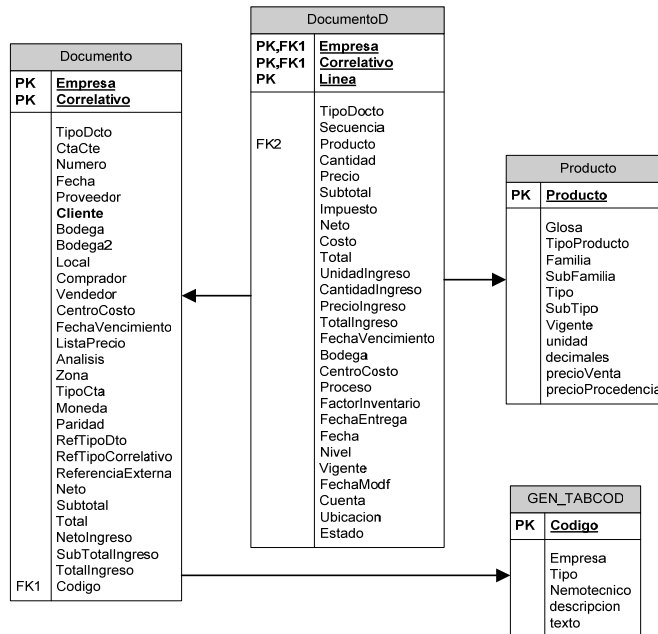 Documento
PK Empresa
PK Correlativo
TipoDcto
CtaCte
Numero
Fecha
Proveedor
Cliente
Bodega
Bodega2
Local
Comprador
Vendedor
CentroCosto
FechaVencimiento
ListaPrecio
Analisis
Zona
TipoCta
Moneda
Paridad
RefTipoDto
RefTipoCorrelativo
ReferenciaExterna
Neto
Subtotal
Total
NetoIngreso
SubTotalIngreso
TotalIngreso
FK1 Codigo
DocumentoD
PK,FK1 Empresa
PK,FK1 Correlativo
PK Linea
TipoDocto
Secuencia
FK2 Producto
Cantidad
Precio
Subtotal
Impuesto
Neto
Costo
Total
UnidadIngreso
CantidadIngreso
PrecioIngreso
TotalIngreso
FechaVencimiento
Bodega
CentroCosto
Proceso
FactorInventario
FechaEntrega
Fecha
Nivel
Vigente
FechaModf
Cuenta
Ubicacion
Estado
Producto
PK Producto
Glosa
TipoProducto
Familia
SubFamilia
Tipo
SubTipo
Vigente
unidad
decimales
precioVenta
precioProcedencia
GEN_TABCOD
PK Codigo
Empresa
Tipo
Nemotecnico
descripcion
texto